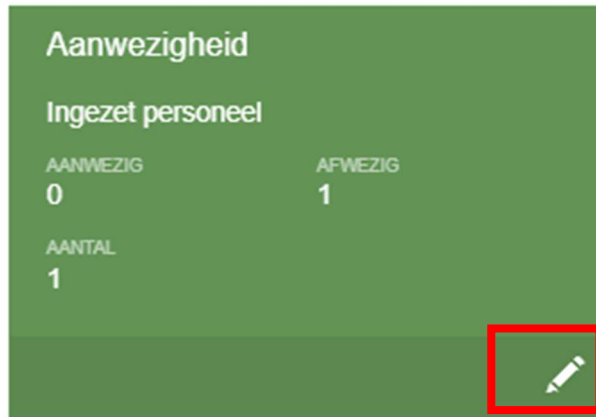 Aanwezigheid
Ingezet personeel
AANWEZIG AFWEZIG
0 1
AANTAL
1